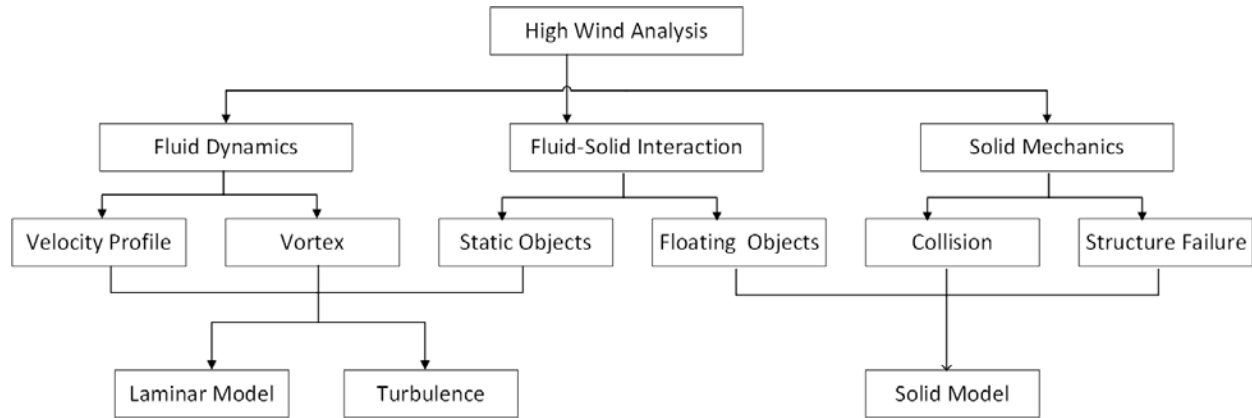 High Wind Analysis
Fluid Dynamics
Fluid-Solid Interaction
Solid Mechanics
Velocity Profile
Vortex
Static Objects
Floating Objects
Collision
Structure Failure
Laminar Model
Turbulence
Solid Model